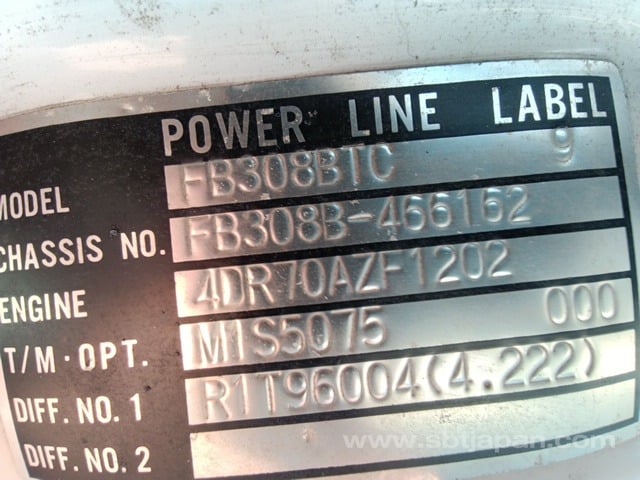 POWER LINE LABEL
MODEL FB308BTC 9
CHASSIS NO. FB308B-466162
ENGINE 4DR70AZF1202
T/M·OPT. M1S5075 000
DIFF. NO. 1 R1T96004(4.222)
DIFF. NO. 2
www.sbtjapan.com